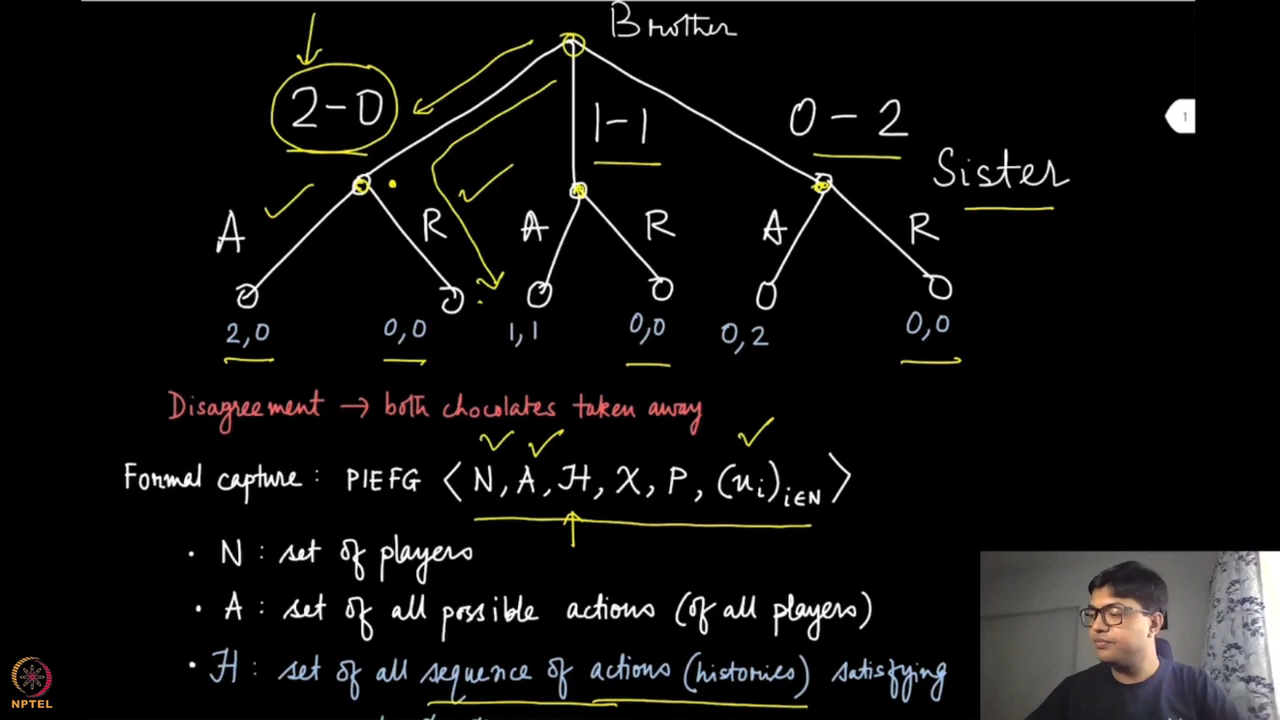 Brother
2-0
1-1
0-2
Sister
A R A R A R
2,0 0,0 1,1 0,0 0,2 0,0
Disagreement → both chocolates taken away
Formal capture: PIEFG ⟨N, A, ℋ, X, P, (u_i)_{i∈N}⟩
· N : set of players
· A : set of all possible actions (of all players)
· ℋ : set of all sequence of actions (histories) satisfying
1
NPTEL